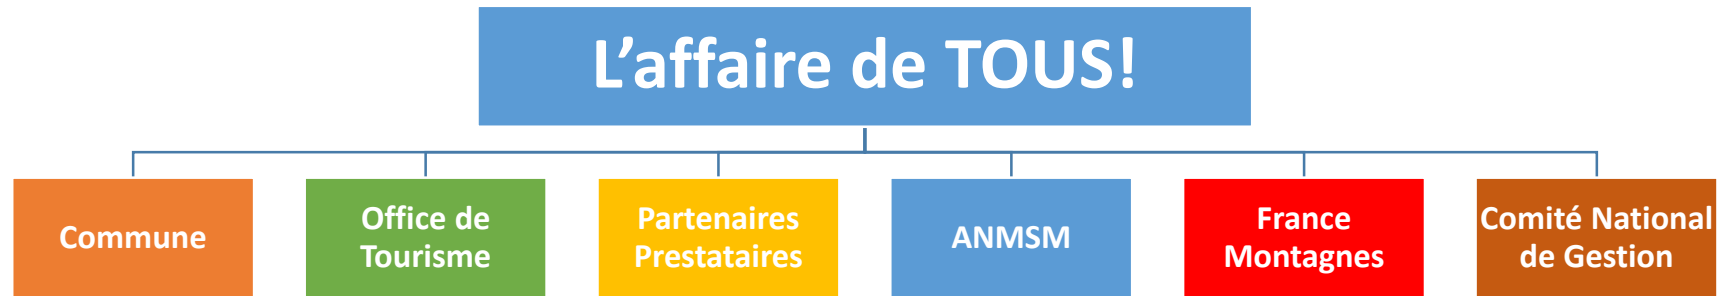 L’affaire de TOUS!
Commune
Office de
Tourisme
Partenaires
Prestataires
ANMSM
France
Montagnes
Comité National
de Gestion